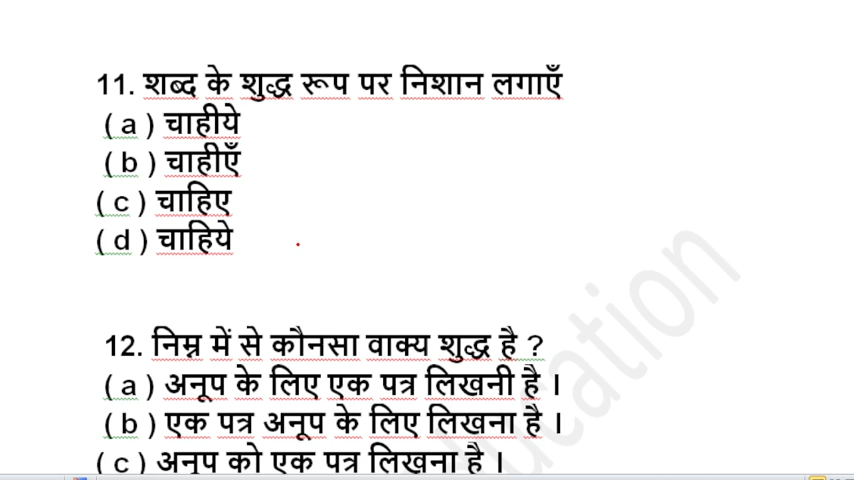 11. शब्द के शुद्ध रूप पर निशान लगाएँ
( a ) चाहीये
( b ) चाहीएँ
( c ) चाहिए
( d ) चाहिये
12. निम्न में से कौनसा वाक्य शुद्ध है ?
( a ) अनूप के लिए एक पत्र लिखनी है ।
( b ) एक पत्र अनूप के लिए लिखना है ।
( c ) अनूप को एक पत्र लिखना है ।